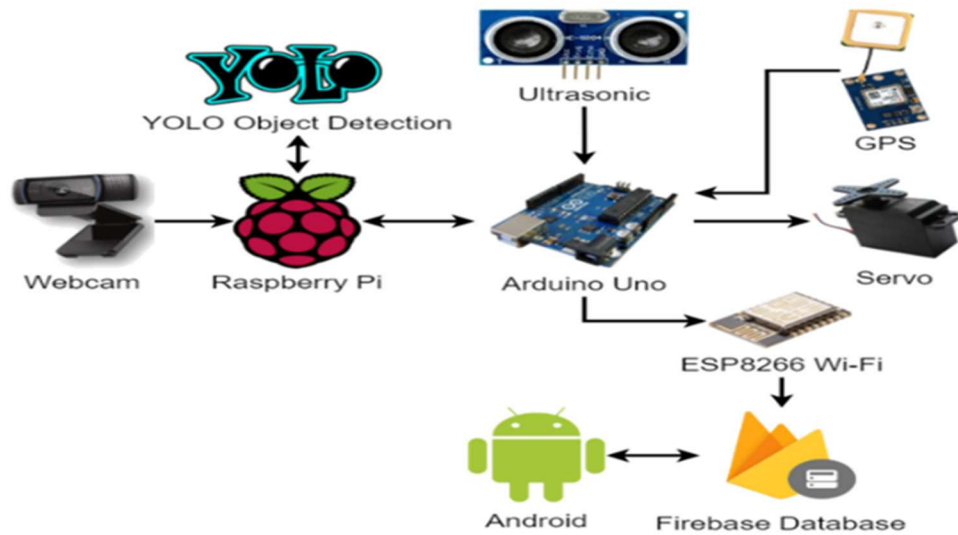 YOLO
YOLO Object Detection
Ultrasonic
GPS
Webcam
Raspberry Pi
Arduino Uno
Servo
ESP8266 Wi-Fi
Android
Firebase Database